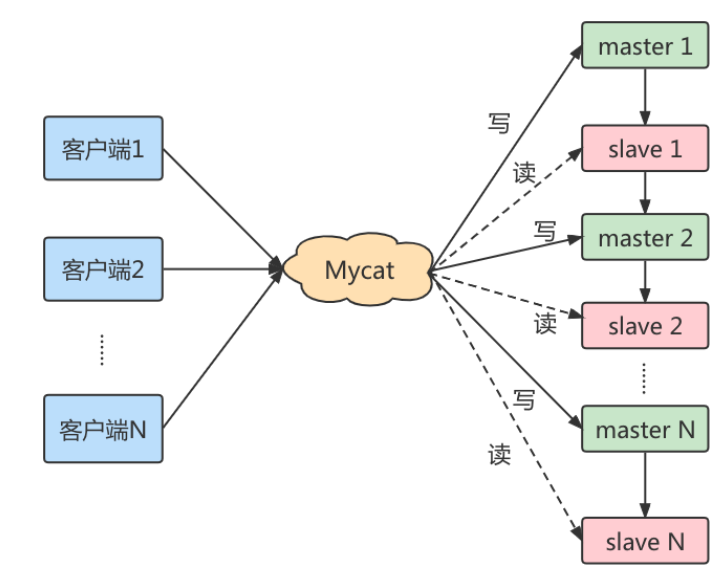 客户端1
客户端2
客户端N
Mycat
写
读
写
读
写
读
master 1
slave 1
master 2
slave 2
master N
slave N